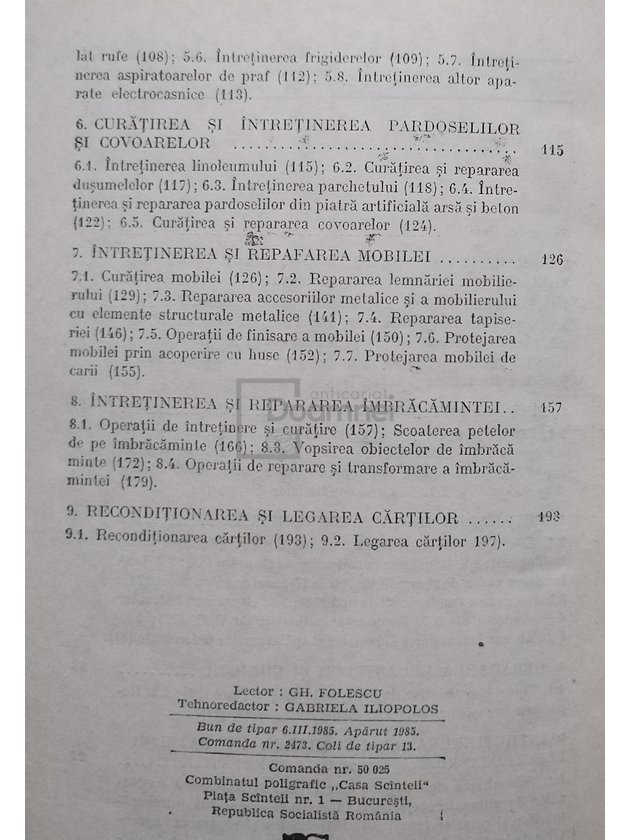 lat rufe (108); 5.6. Întreținerea frigiderelor (109); 5.7. Întreți-
nerea aspiratoarelor de praf (112); 5.8. Întreținerea altor apa-
rate electrocasnice (113).
6. CURĂȚIREA ȘI ÎNTREȚINEREA PARDOSELILOR
ȘI COVOARELOR ................................. 115
6.1. Întreținerea linoleumului (115); 6.2. Curățirea și repararea
dușumelelor (117); 6.3. Întreținerea parchetului (118); 6.4. Între-
ținerea și repararea pardoselilor din piatră artificială arsă și beton
(122); 6.5. Curățirea și repararea covoarelor (124).
7. ÎNTREȚINEREA ȘI REPAFAREA MOBILEI .......... 126
7.1. Curățirea mobilei (126); 7.2. Repararea lemnăriei mobilie-
rului (129); 7.3. Repararea accesoriilor metalice și a mobilierului
cu elemente structurale metalice (141); 7.4. Repararea tapise-
riei (146); 7.5. Operații de finisare a mobilei (150); 7.6. Protejarea
mobilei prin acoperire cu huse (152); 7.7. Protejarea mobilei de
carii (155).
anticariat
Doamnei
8. ÎNTREȚINEREA ȘI REPARAREA ÎMBRĂCĂMINTEI.. 157
8.1. Operații de întreținere și curățire (157); Scoaterea petelor
de pe îmbrăcăminte (166); 8.3. Vopsirea obiectelor de îmbrăcă
minte (172); 8.4. Operații de reparare și transformare a îmbrăcă-
mintei (179).
9. RECONDIȚIONAREA ȘI LEGAREA CĂRȚILOR ...... 193
9.1. Recondiționarea cărților (193); 9.2. Legarea cărților 197).
Lector : GH. FOLESCU
Tehnoredactor : GABRIELA ILIOPOLOS
Bun de tipar 6.III.1985. Apărut 1985.
Comanda nr. 2473. Coli de tipar 13.
Comanda nr. 50 025
Combinatul poligrafic „Casa Scînteii"
Piața Scînteii nr. 1 — București,
Republica Socialistă România